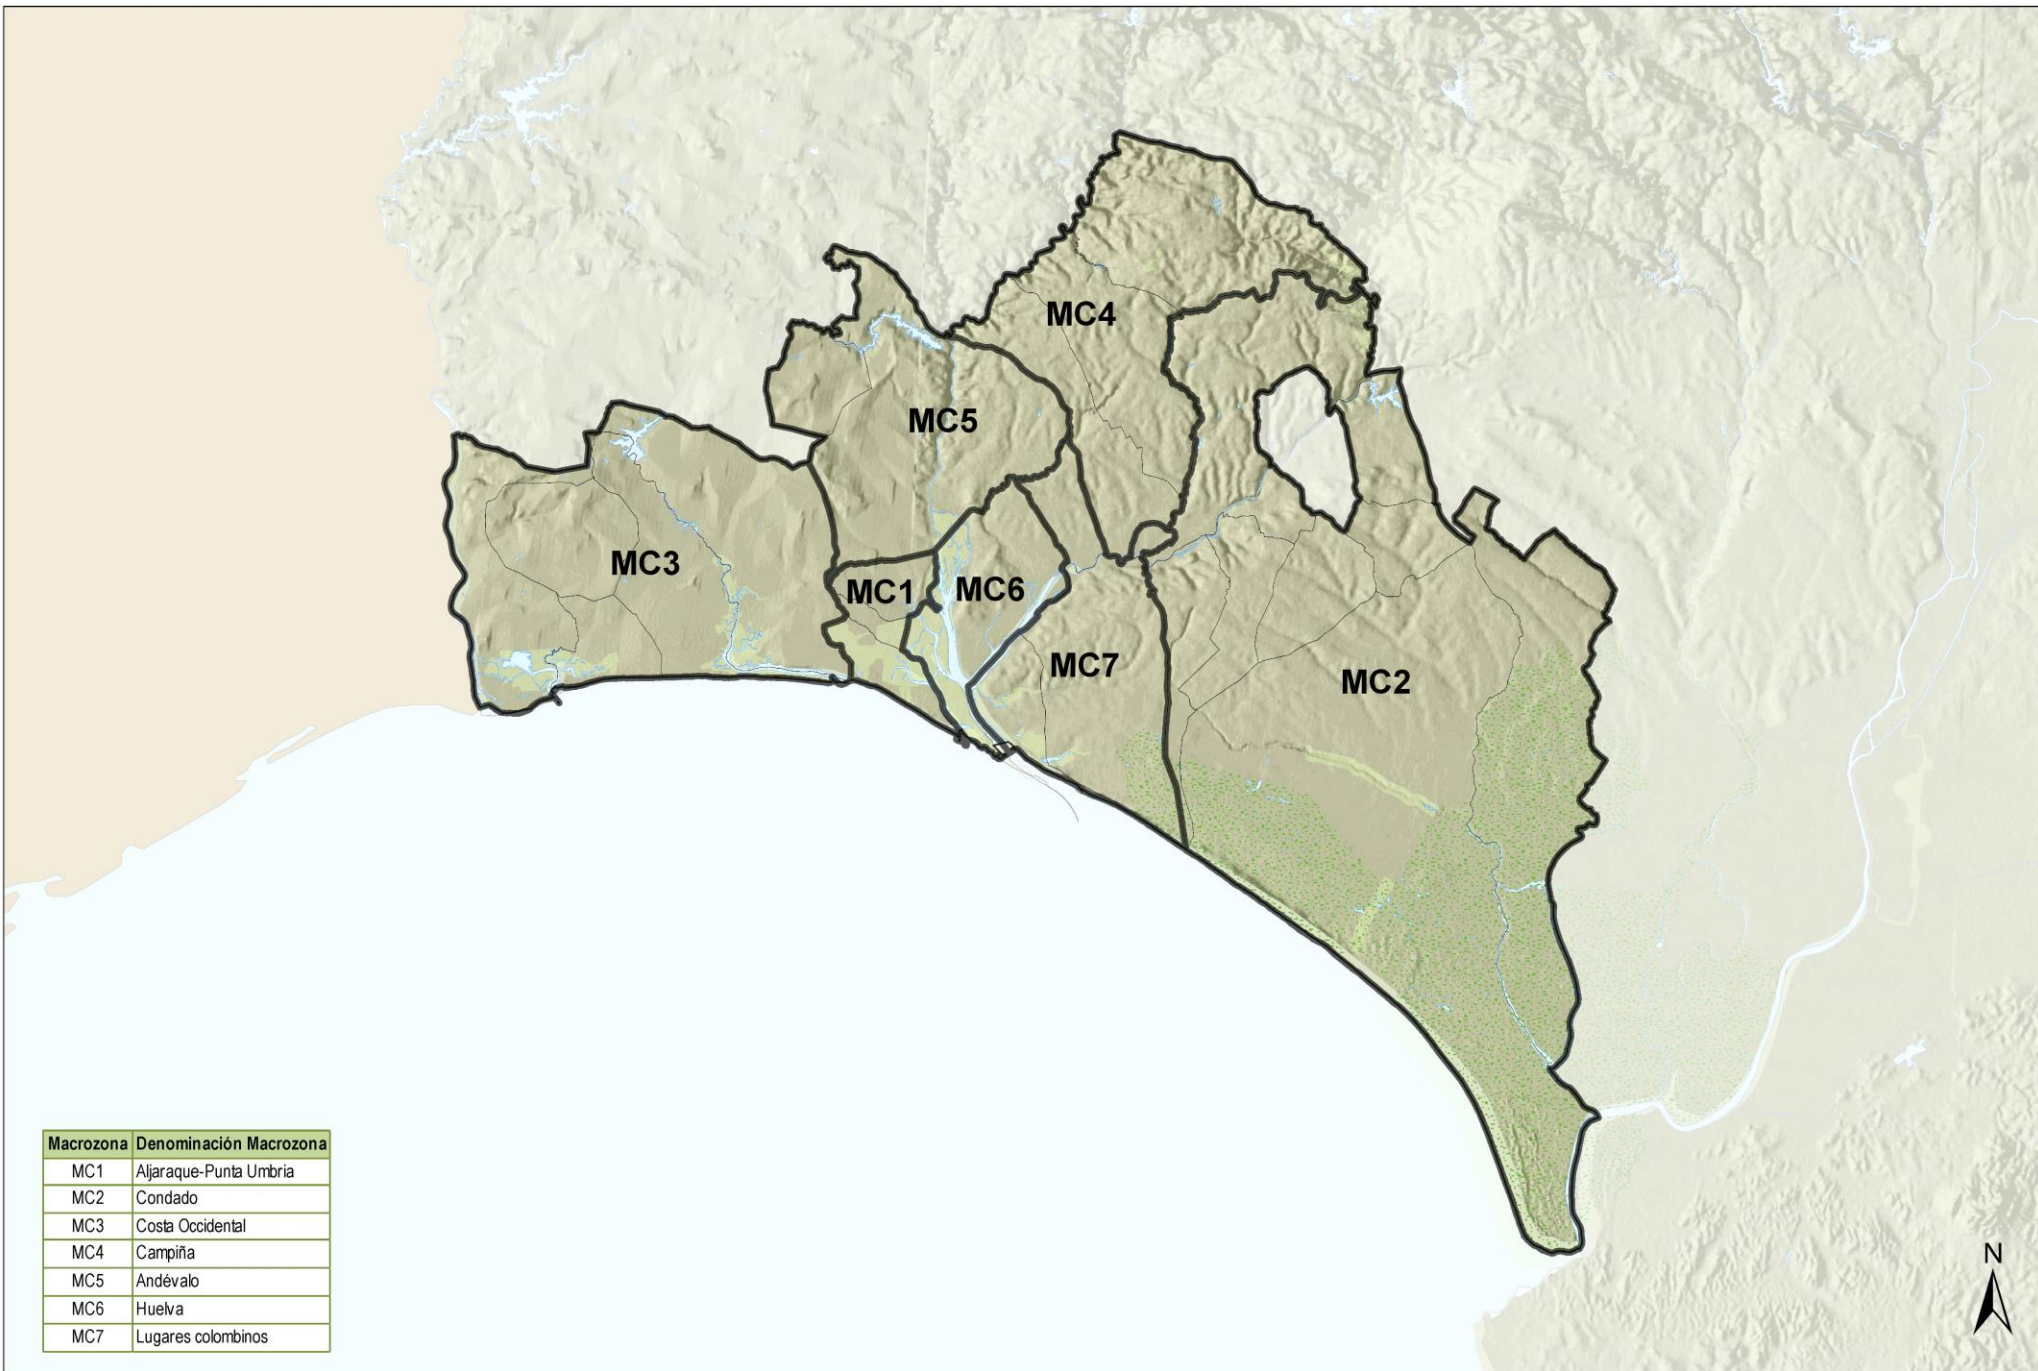 MC4
MC5
MC3
MC1
MC6
MC7
MC2
Macrozona Denominación Macrozona
MC1 Aljaraque-Punta Umbria
MC2 Condado
MC3 Costa Occidental
MC4 Campiña
MC5 Andévalo
MC6 Huelva
MC7 Lugares colombinos
N